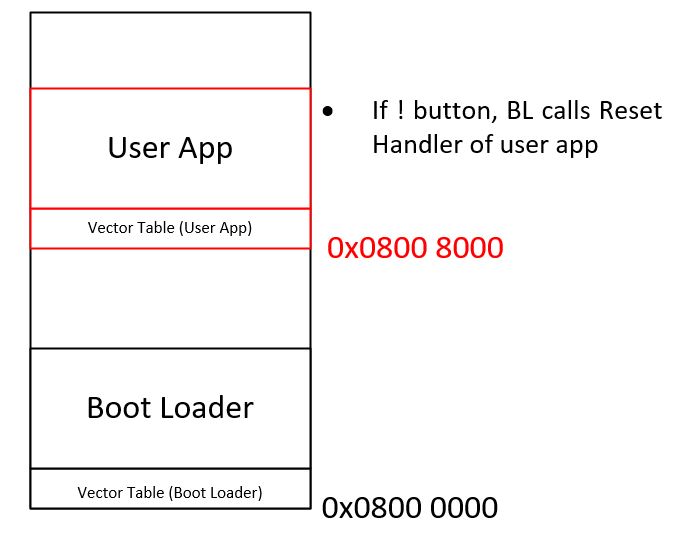 User App
• If ! button, BL calls Reset
Handler of user app
Vector Table (User App)
0x0800 8000
Boot Loader
Vector Table (Boot Loader)
0x0800 0000